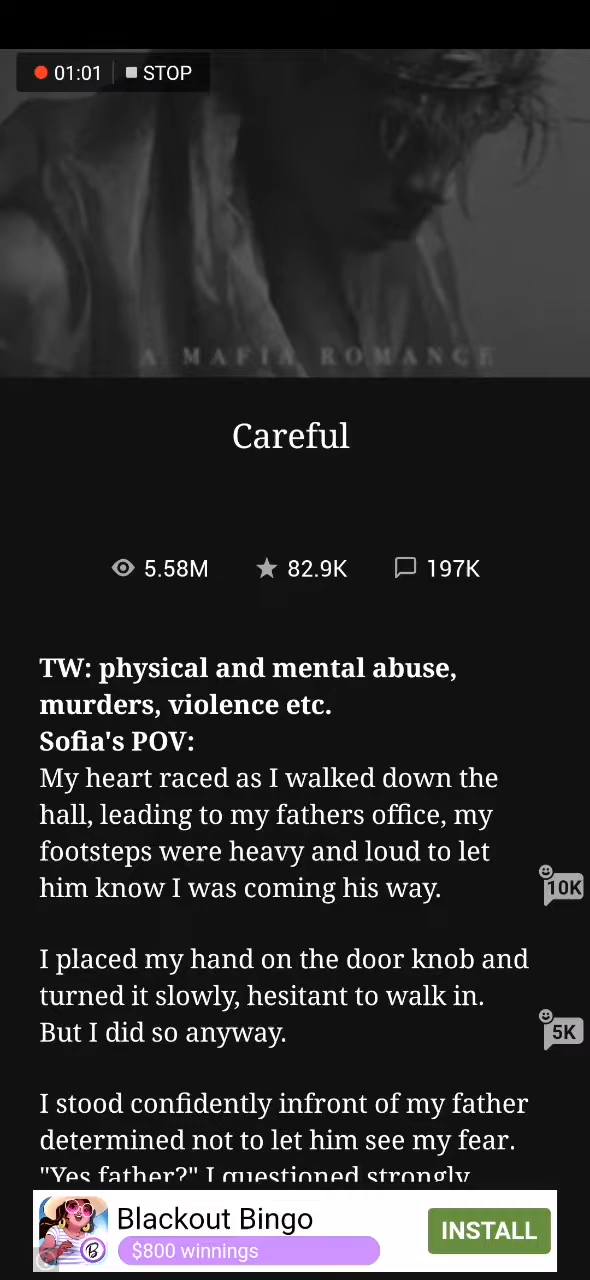 01:01 STOP
A MAFIA ROMANCE
Careful
5.58M 82.9K 197K
TW: physical and mental abuse,
murders, violence etc.
Sofia's POV:
My heart raced as I walked down the
hall, leading to my fathers office, my
footsteps were heavy and loud to let
him know I was coming his way.
10K
I placed my hand on the door knob and
turned it slowly, hesitant to walk in.
But I did so anyway.
5K
I stood confidently infront of my father
determined not to let him see my fear.
"Yes father?" I questioned strongly
Blackout Bingo
B
$800 winnings
INSTALL